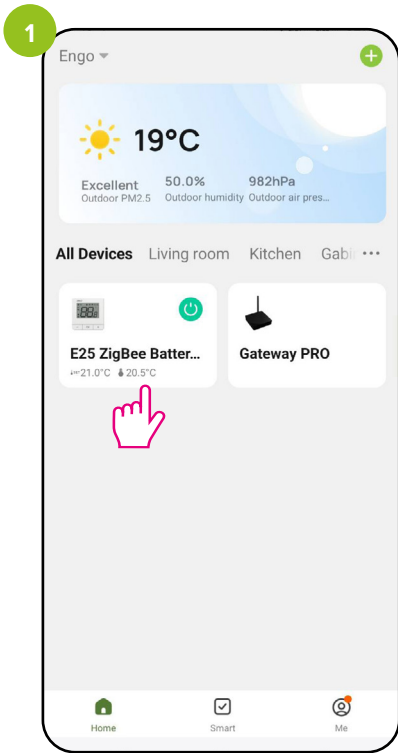 1
Engo
19°C
Excellent 50.0% 982hPa
Outdoor PM2.5 Outdoor humidity Outdoor air pres...
All Devices Living room Kitchen Gabi ...
E25 ZigBee Batter... Gateway PRO
21.0°C 20.5°C
Home Smart Me